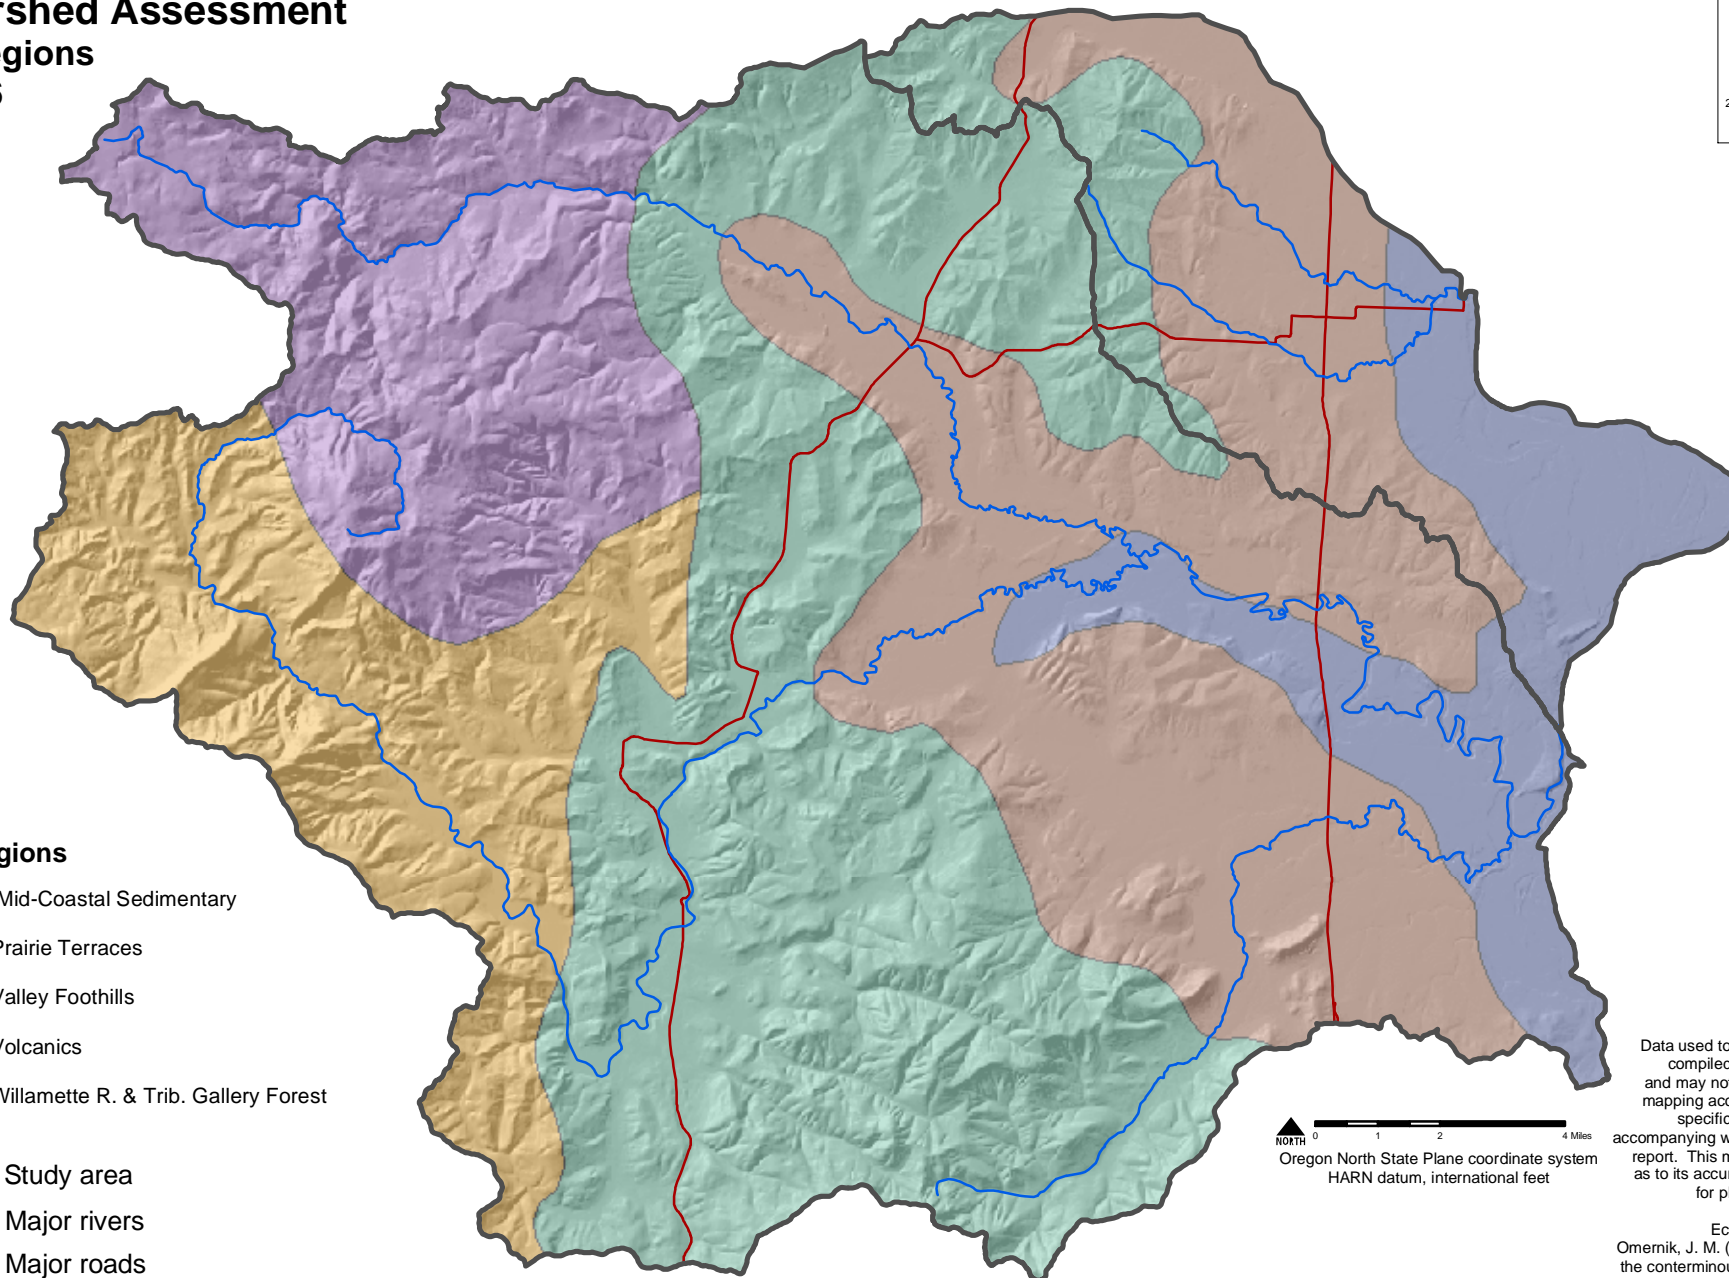 rshed Assessment
gions
Mid-Coastal Sedimentary
Prairie Terraces
Valley Foothills
Volcanics
Willamette R. & Trib. Gallery Forest
Study area
Major rivers
Major roads
NORTH
0 1 2 4 Miles
Oregon North State Plane coordinate system
HARN datum, international feet
Data used to
compiled
and may not
mapping acc
specific
accompanying w
report. This m
as to its accu
for pl
Ec
Omernik, J. M. (
the conterminou
2